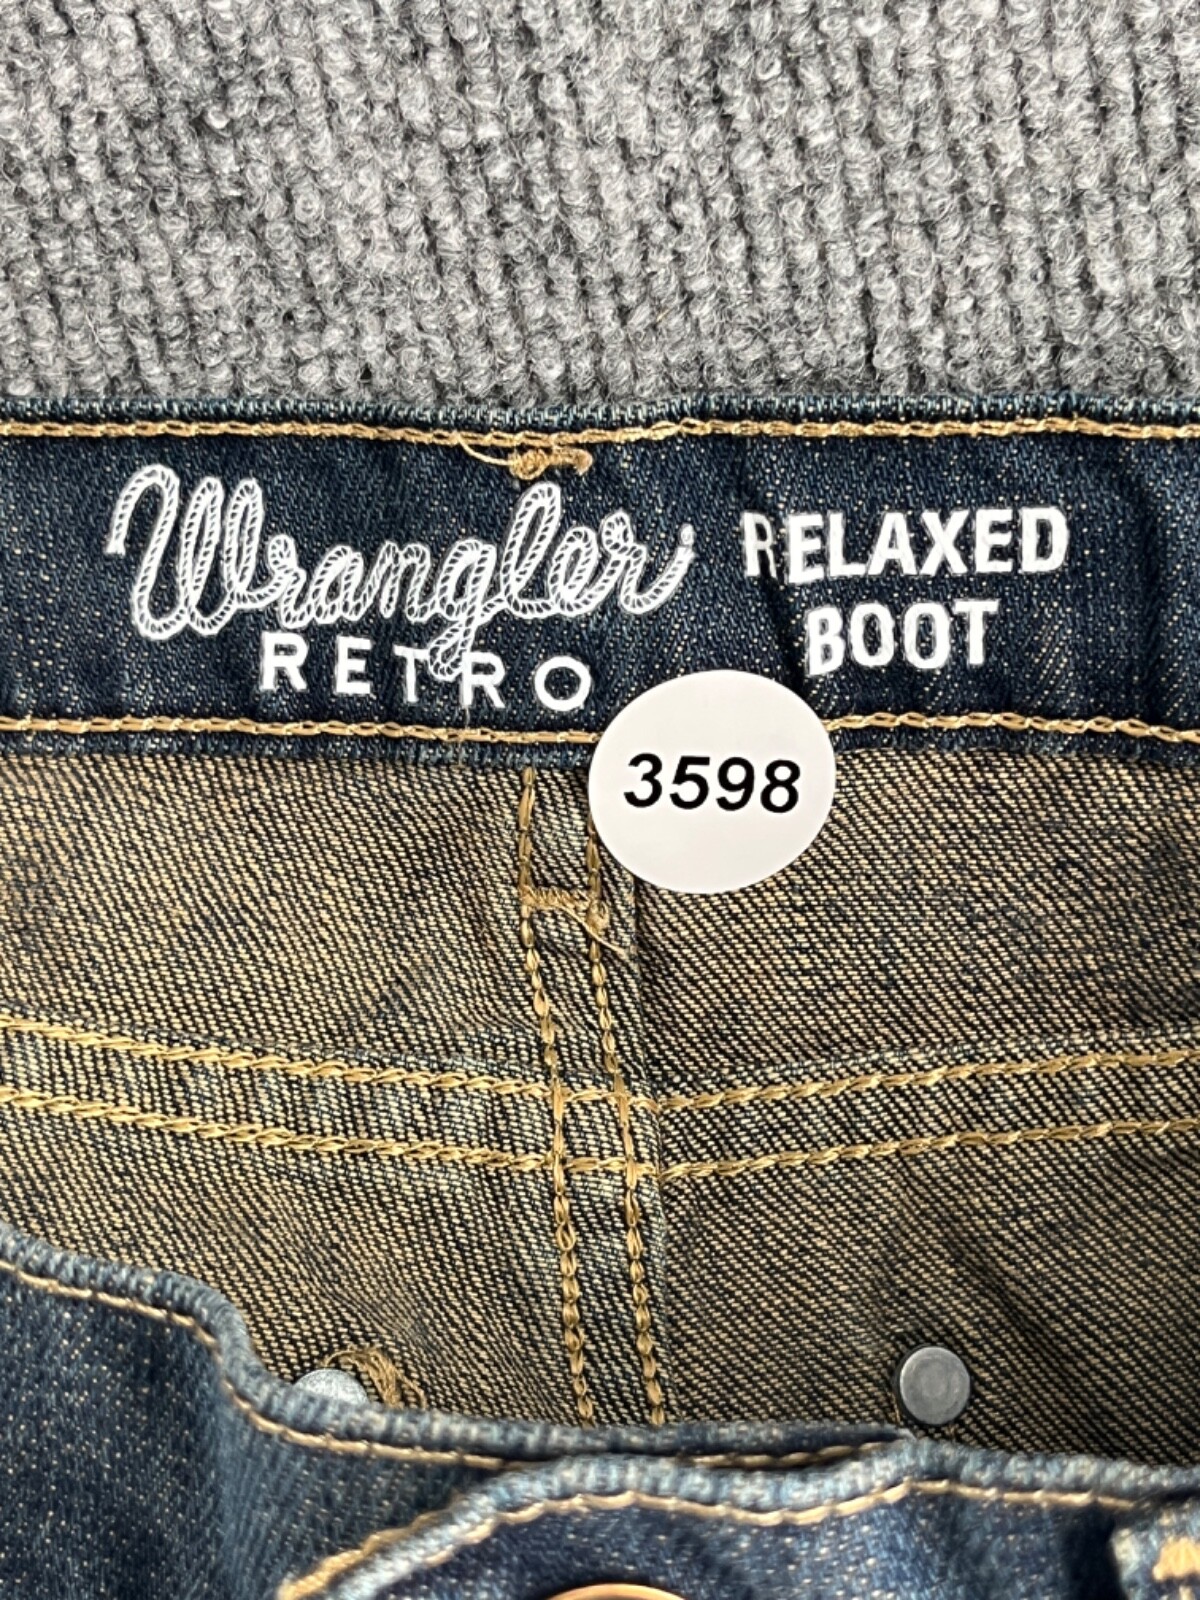 Wrangler
RETRO
RELAXED
BOOT
3598